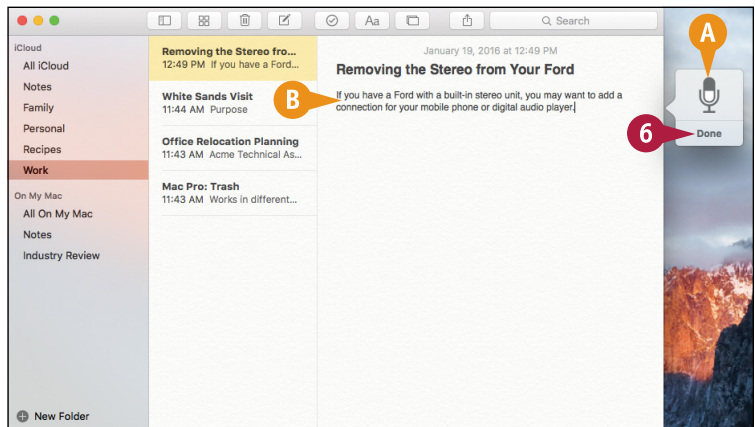 Aa
Search
iCloud
All iCloud
Notes
Family
Personal
Recipes
Work
On My Mac
All On My Mac
Notes
Industry Review
New Folder
Removing the Stereo fro...
12:49 PM If you have a Ford...
White Sands Visit
11:44 AM Purpose
Office Relocation Planning
11:43 AM Acme Technical As...
Mac Pro: Trash
11:43 AM Works in different...
January 19, 2016 at 12:49 PM
Removing the Stereo from Your Ford
B
If you have a Ford with a built-in stereo unit, you may want to add a
connection for your mobile phone or digital audio player.
A
6
Done